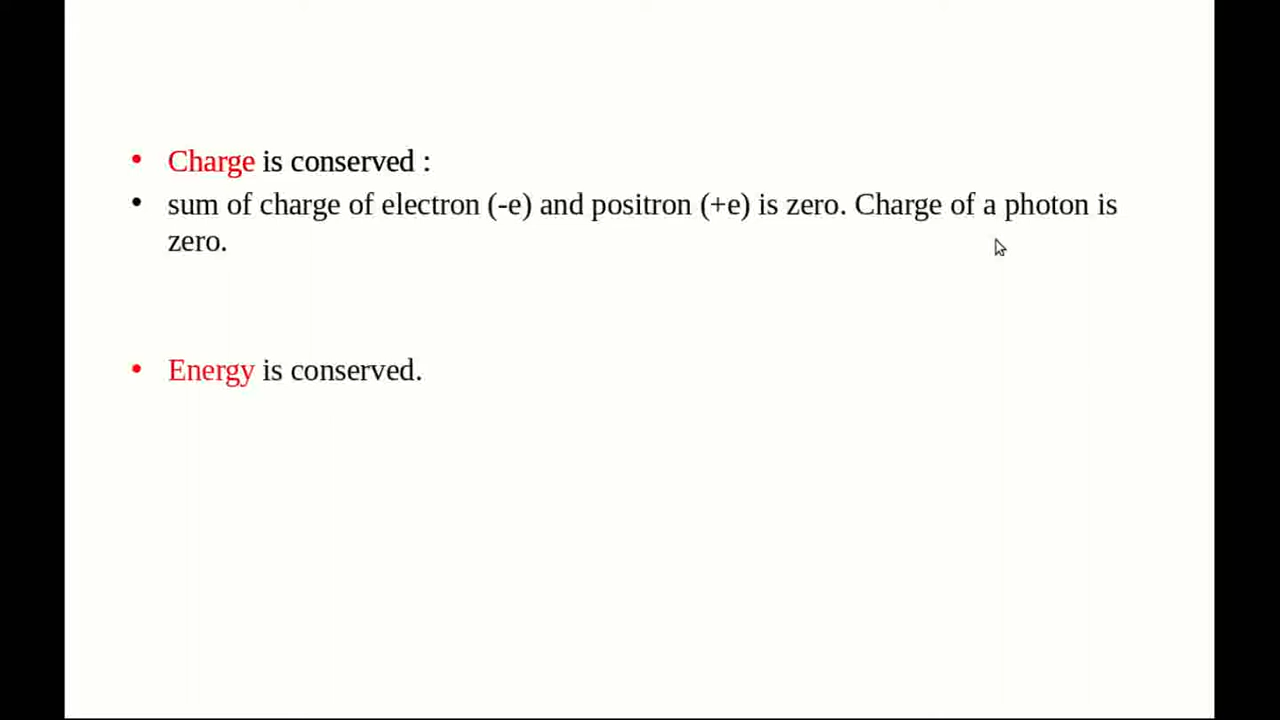 • Charge is conserved :
• sum of charge of electron (-e) and positron (+e) is zero. Charge of a photon is
zero.
• Energy is conserved.